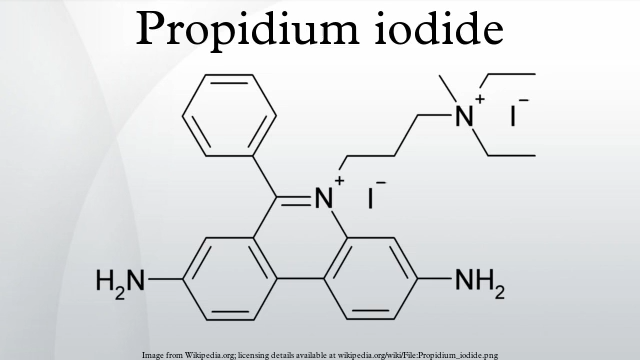 Propidium iodide
N+ I−
N+ I−
H2N NH2
Image from Wikipedia.org; licensing details available at wikipedia.org/wiki/File:Propidium_iodide.png